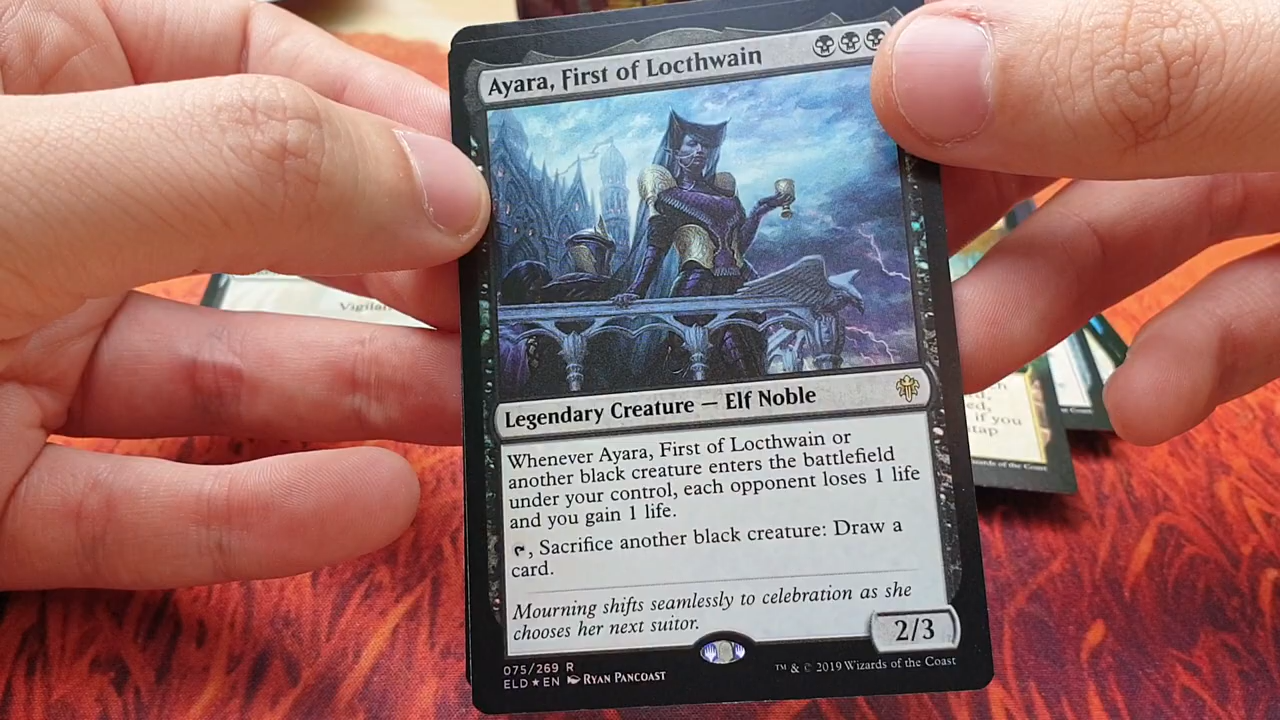 Ayara, First of Locthwain
Legendary Creature — Elf Noble
Whenever Ayara, First of Locthwain or
another black creature enters the battlefield
under your control, each opponent loses 1 life
and you gain 1 life.
, Sacrifice another black creature: Draw a
card.
Mourning shifts seamlessly to celebration as she
chooses her next suitor.
2/3
075/269 R
ELD ★ EN Ryan Pancoast
™ & © 2019 Wizards of the Coast
if you